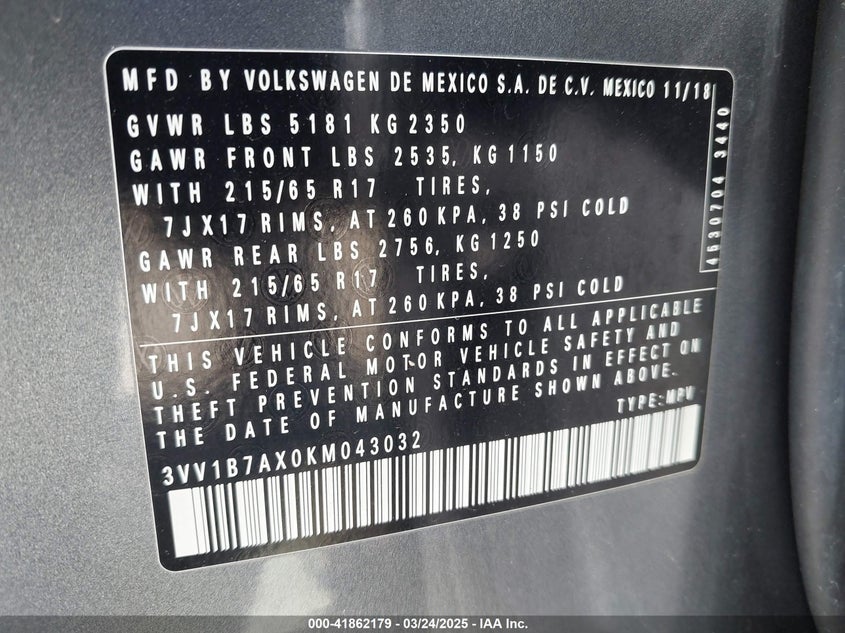 MFD BY VOLKSWAGEN DE MEXICO S.A. DE C.V. MEXICO 11/18
GVWR LBS 5181 KG 2350
GAWR FRONT LBS 2535, KG 1150
WITH 215/65 R17 TIRES,
7JX17 RIMS, AT 260 KPA, 38 PSI COLD
GAWR REAR LBS 2756, KG 1250
WITH 215/65 R17 TIRES,
7JX17 RIMS, AT 260 KPA, 38 PSI COLD
4530704 3440
THIS VEHICLE CONFORMS TO ALL APPLICABLE
U.S. FEDERAL MOTOR VEHICLE SAFETY AND
THEFT PREVENTION STANDARDS IN EFFECT ON
THE DATE OF MANUFACTURE SHOWN ABOVE.
TYPE:MPV
3VV1B7AX0KM043032
000-41862179 - 03/24/2025 - © IAA Inc.